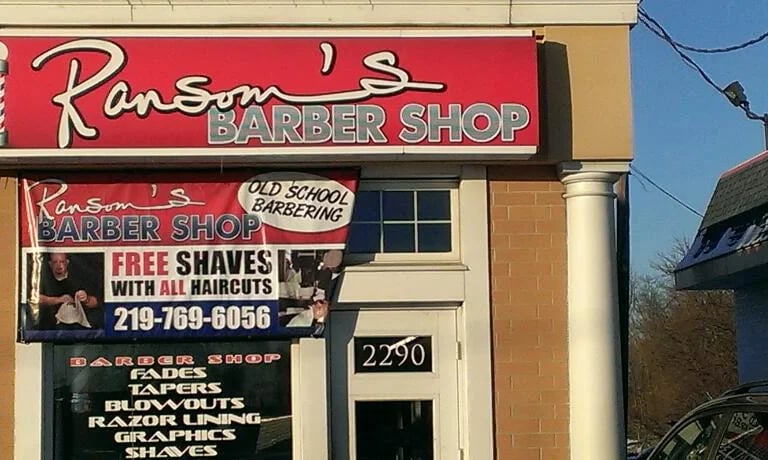 Ransom's
BARBER SHOP
Ransom's
BARBER SHOP
OLD SCHOOL
BARBERING
FREE SHAVES
WITH ALL HAIRCUTS
219-769-6056
2290
BARBER SHOP
FADES
TAPERS
BLOWOUTS
RAZOR LINING
GRAPHICS
SHAVES